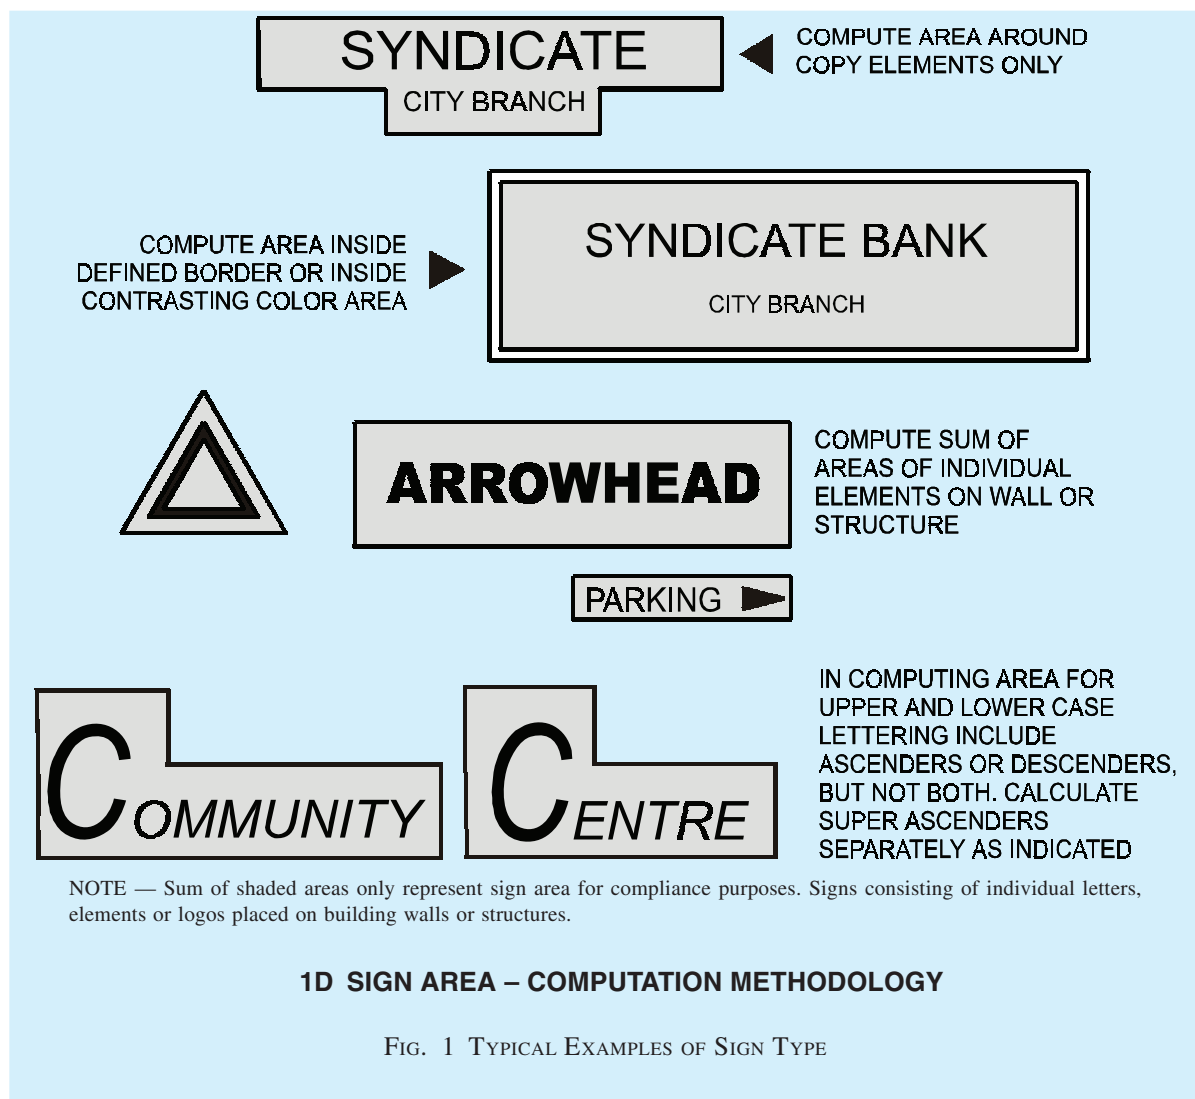 SYNDICATE
CITY BRANCH
COMPUTE AREA AROUND
COPY ELEMENTS ONLY
COMPUTE AREA INSIDE
DEFINED BORDER OR INSIDE
CONTRASTING COLOR AREA
SYNDICATE BANK
CITY BRANCH
ARROWHEAD
COMPUTE SUM OF
AREAS OF INDIVIDUAL
ELEMENTS ON WALL OR
STRUCTURE
PARKING
COMMUNITY
CENTRE
IN COMPUTING AREA FOR
UPPER AND LOWER CASE
LETTERING INCLUDE
ASCENDERS OR DESCENDERS,
BUT NOT BOTH. CALCULATE
SUPER ASCENDERS
SEPARATELY AS INDICATED
NOTE — Sum of shaded areas only represent sign area for compliance purposes. Signs consisting of individual letters,
elements or logos placed on building walls or structures.
1D SIGN AREA – COMPUTATION METHODOLOGY
FIG. 1 TYPICAL EXAMPLES OF SIGN TYPE